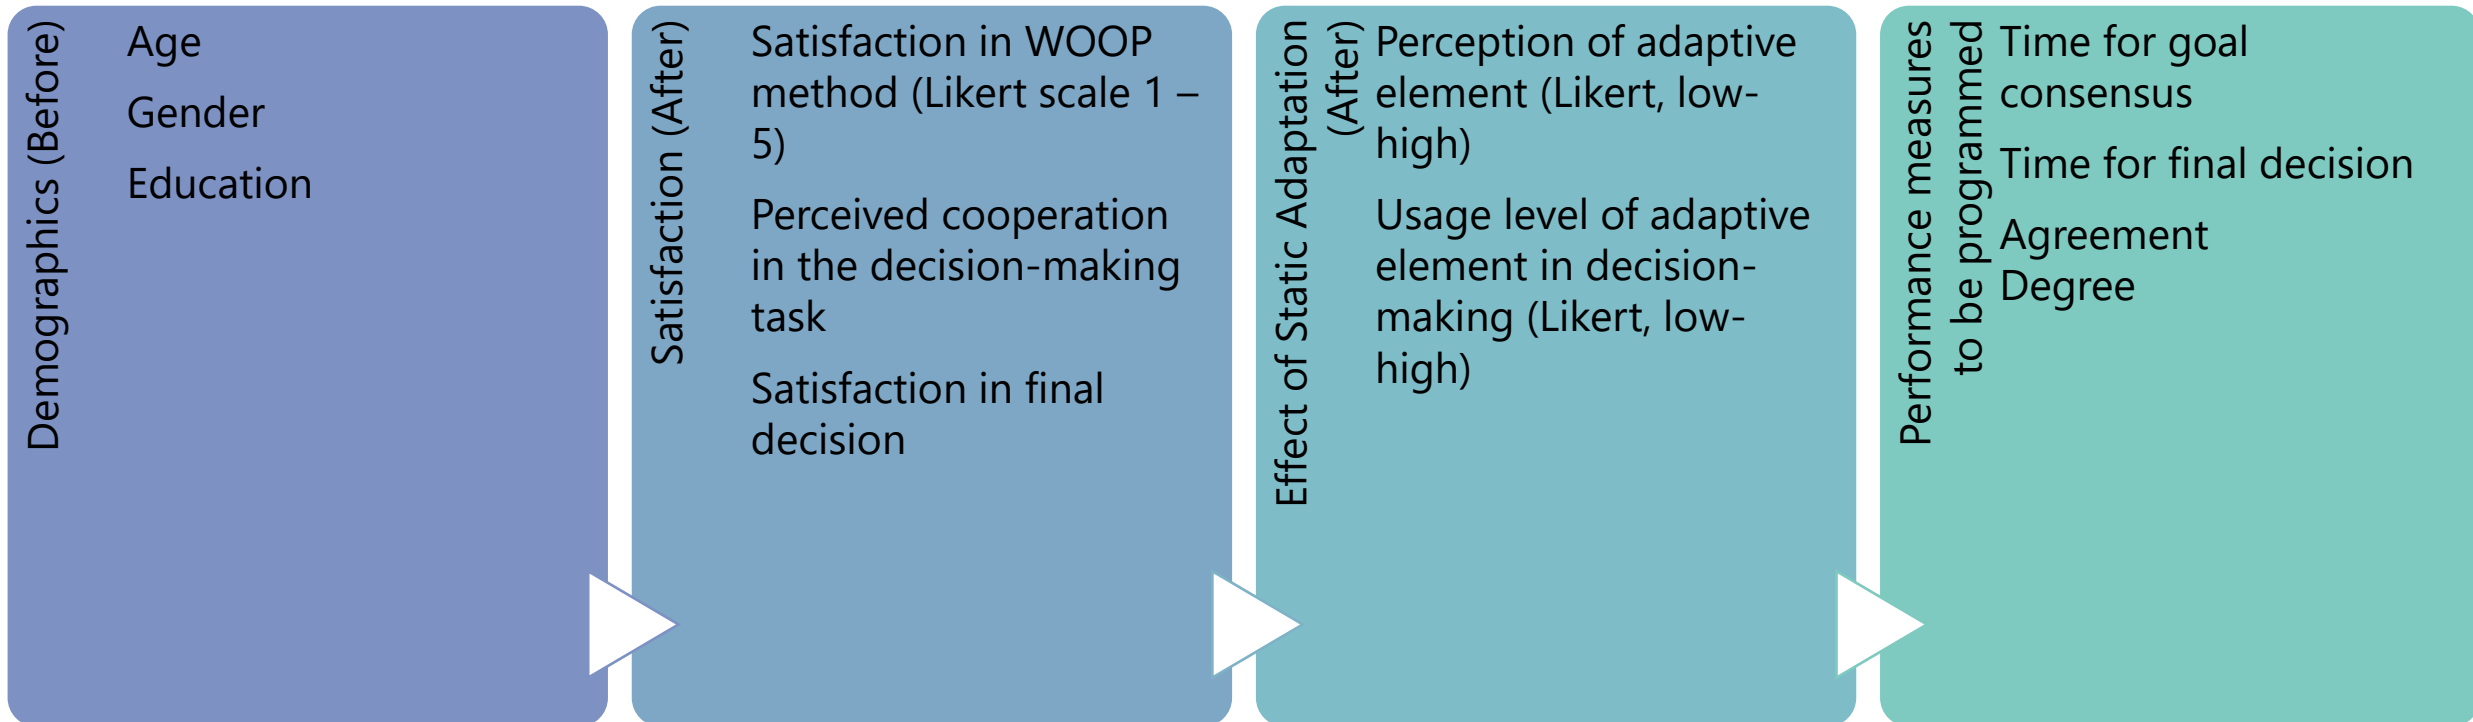 Demographics (Before)
Age
Gender
Education
Satisfaction (After)
Satisfaction in WOOP
method (Likert scale 1 –
5)
Perceived cooperation
in the decision-making
task
Satisfaction in final
decision
Effect of Static Adaptation
(After)
Perception of adaptive
element (Likert, low-
high)
Usage level of adaptive
element in decision-
making (Likert, low-
high)
Performance measures
to be programmed
Time for goal
consensus
Time for final decision
Agreement
Degree